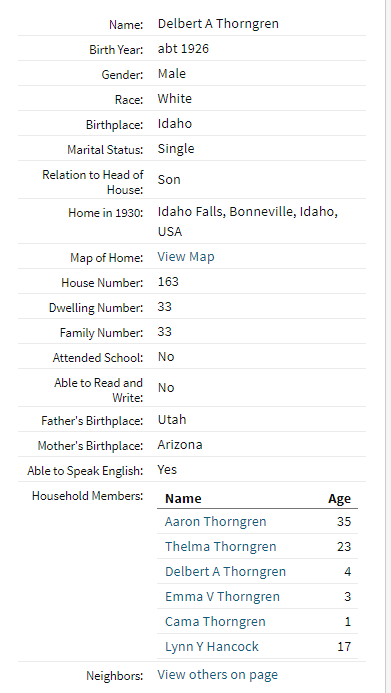 Name: Delbert A Thorngren
Birth Year: abt 1926
Gender: Male
Race: White
Birthplace: Idaho
Marital Status: Single
Relation to Head of House: Son
Home in 1930: Idaho Falls, Bonneville, Idaho,
USA
Map of Home: View Map
House Number: 163
Dwelling Number: 33
Family Number: 33
Attended School: No
Able to Read and Write: No
Father's Birthplace: Utah
Mother's Birthplace: Arizona
Able to Speak English: Yes
Household Members: Name Age
Aaron Thorngren 35
Thelma Thorngren 23
Delbert A Thorngren 4
Emma V Thorngren 3
Cama Thorngren 1
Lynn Y Hancock 17
Neighbors: View others on page